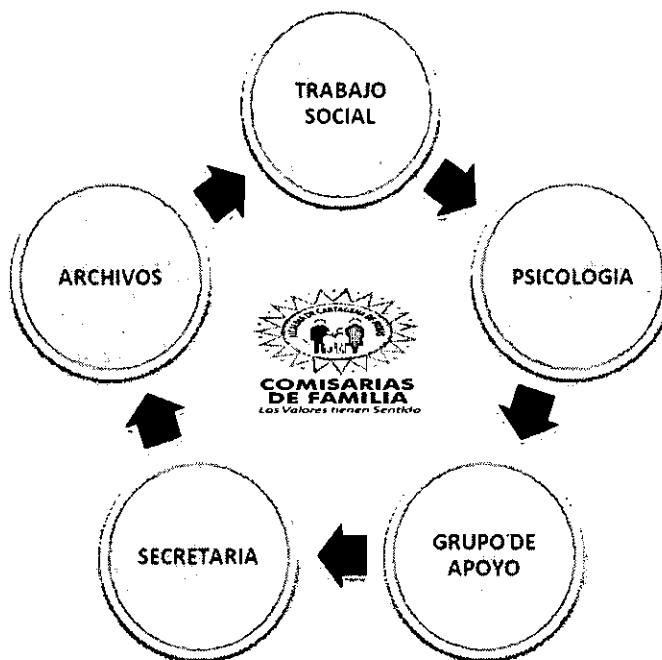 TRABAJO
SOCIAL
PSICOLOGIA
GRUPO DE
APOYO
SECRETARIA
ARCHIVOS
COMISARIAS
DE FAMILIA
Los Valores tienen Sentido